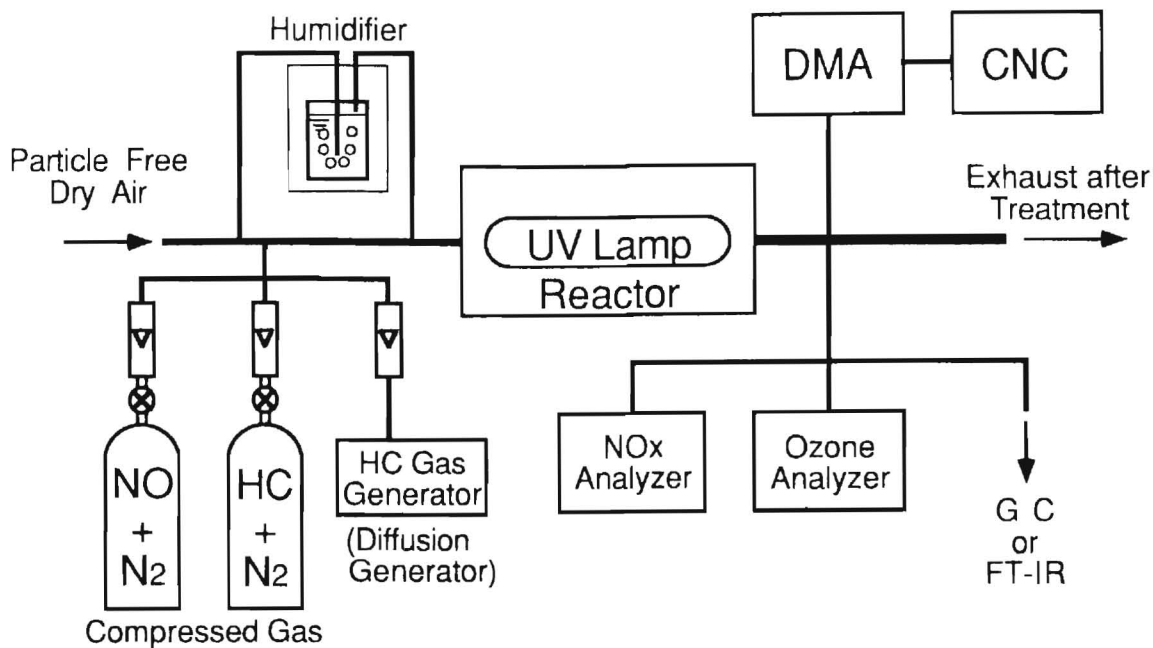 Humidifier
DMA
CNC
Particle Free
Dry Air
Exhaust after
Treatment
UV Lamp
Reactor
NO
+
N2
HC
+
N2
HC Gas
Generator
(Diffusion
Generator)
Compressed Gas
NOx
Analyzer
Ozone
Analyzer
G C
or
FT-IR